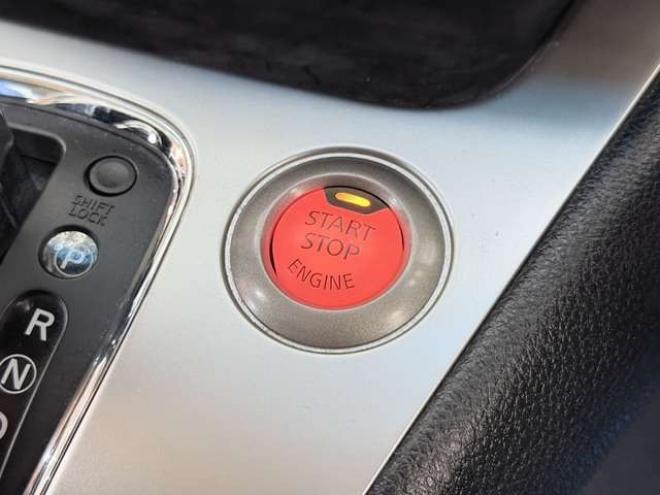 SHIFT
LOCK
P
R
N
START
STOP
ENGINE